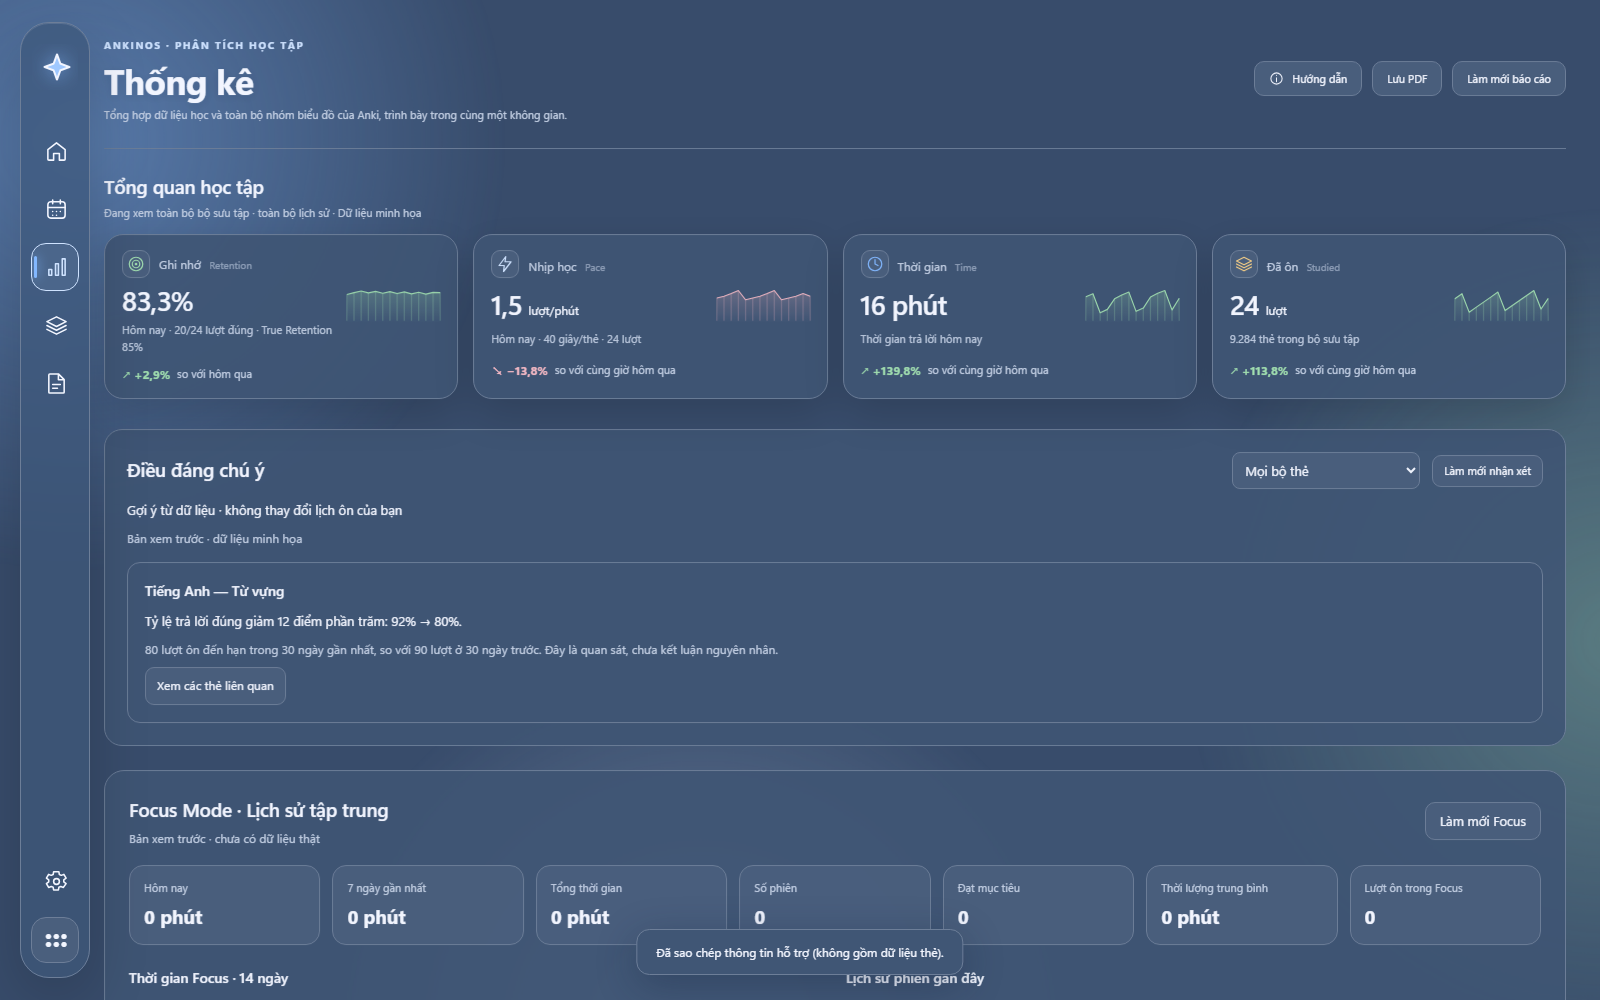 ANKINOS · PHÂN TÍCH HỌC TẬP
Thống kê
Tổng hợp dữ liệu học và toàn bộ nhóm biểu đồ của Anki, trình bày trong cùng một không gian.
Hướng dẫn
Lưu PDF
Làm mới báo cáo
Tổng quan học tập
Đang xem toàn bộ bộ sưu tập · toàn bộ lịch sử · Dữ liệu minh họa
Ghi nhớ Retention
83,3%
Hôm nay · 20/24 lượt đúng · True Retention
85%
↗ +2,9% so với hôm qua
Nhịp học Pace
1,5 lượt/phút
Hôm nay · 40 giây/thẻ · 24 lượt
↘ −13,8% so với cùng giờ hôm qua
Thời gian Time
16 phút
Thời gian trả lời hôm nay
↗ +139,8% so với cùng giờ hôm qua
Đã ôn Studied
24 lượt
9.284 thẻ trong bộ sưu tập
↗ +113,8% so với cùng giờ hôm qua
Điều đáng chú ý
Mọi bộ thẻ
Làm mới nhận xét
Gợi ý từ dữ liệu · không thay đổi lịch ôn của bạn
Bản xem trước · dữ liệu minh họa
Tiếng Anh — Từ vựng
Tỷ lệ trả lời đúng giảm 12 điểm phần trăm: 92% → 80%.
80 lượt ôn đến hạn trong 30 ngày gần nhất, so với 90 lượt ở 30 ngày trước. Đây là quan sát, chưa kết luận nguyên nhân.
Xem các thẻ liên quan
Focus Mode · Lịch sử tập trung
Bản xem trước · chưa có dữ liệu thật
Làm mới Focus
Hôm nay
0 phút
7 ngày gần nhất
0 phút
Tổng thời gian
0 phút
Số phiên
0
Đạt mục tiêu
0
Thời lượng trung bình
0 phút
Lượt ôn trong Focus
0
Đã sao chép thông tin hỗ trợ (không gồm dữ liệu thẻ).
Thời gian Focus · 14 ngày
Lịch sử phiên gần đây